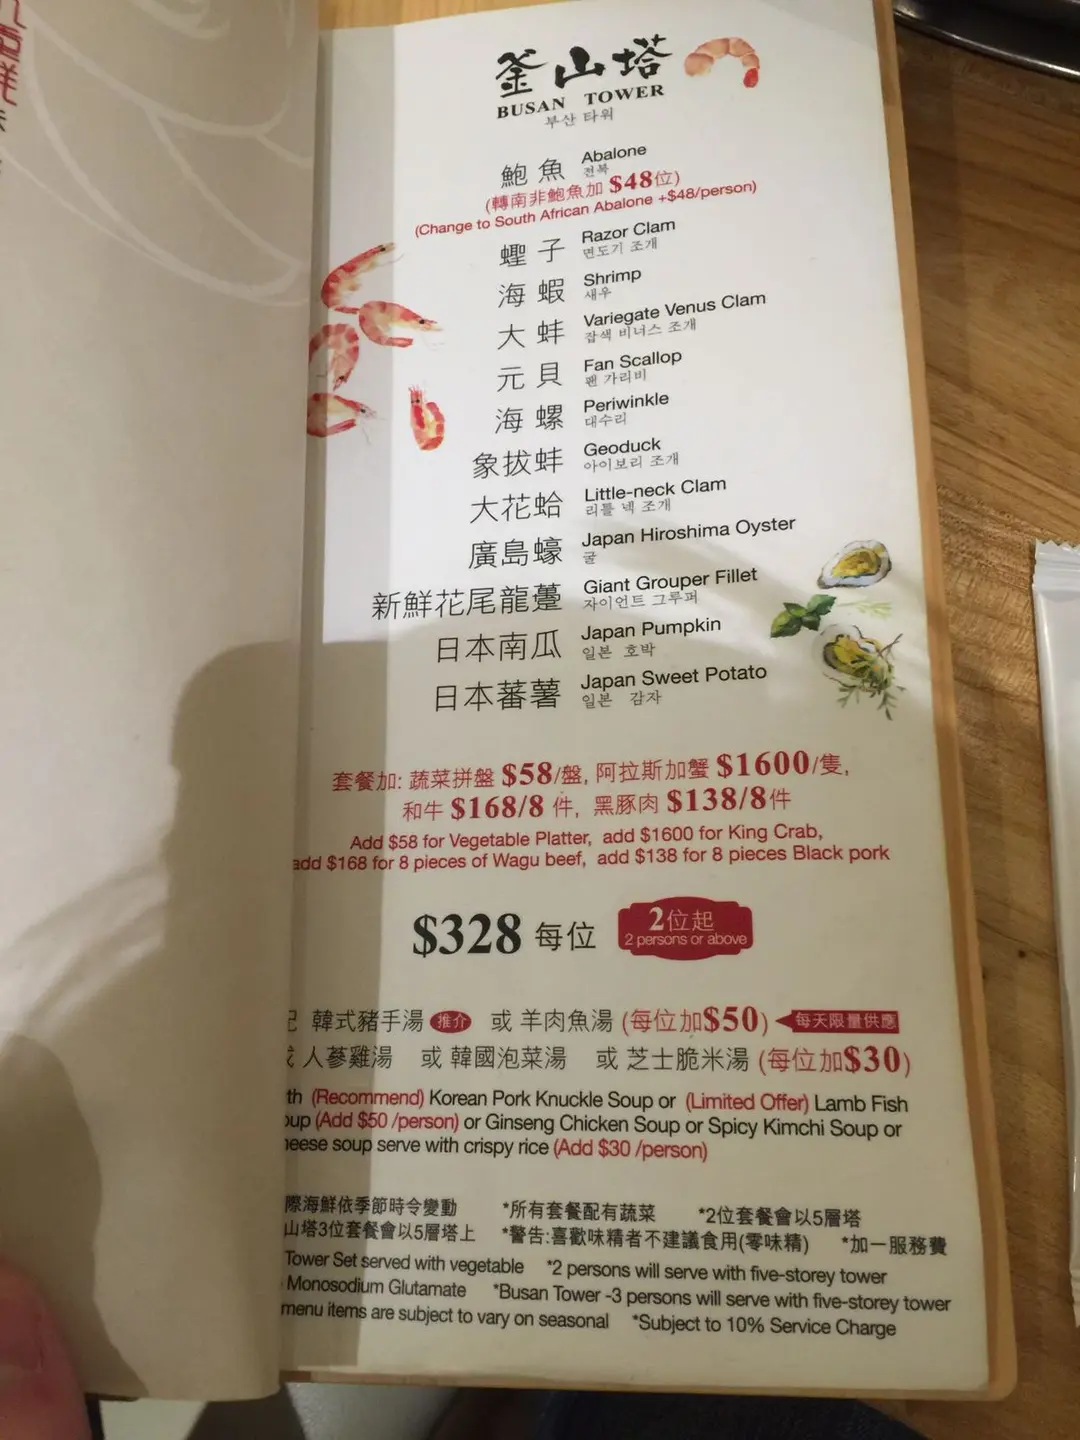 釜山塔
BUSAN TOWER
부산 타워
鮑魚 Abalone
전복
(轉南非鮑魚加 $48位)
(Change to South African Abalone +$48/person)
蟶子 Razor Clam
면도기 조개
海蝦 Shrimp
새우
大蚌 Variegate Venus Clam
잡색 비너스 조개
元貝 Fan Scallop
팬 가리비
海螺 Periwinkle
대수리
象拔蚌 Geoduck
아이보리 조개
大花蛤 Little-neck Clam
리틀 넥 조개
廣島蠔 Japan Hiroshima Oyster
굴
新鮮花尾龍躉 Giant Grouper Fillet
자이언트 그루퍼
日本南瓜 Japan Pumpkin
일본 호박
日本蕃薯 Japan Sweet Potato
일본 감자
套餐加: 蔬菜拼盤 $58/盤, 阿拉斯加蟹 $1600/隻,
和牛 $168/8 件, 黑豚肉 $138/8件
Add $58 for Vegetable Platter, add $1600 for King Crab,
add $168 for 8 pieces of Wagu beef, add $138 for 8 pieces Black pork
$328 每位 2位起
2 persons or above
韓式豬手湯 推介 或 羊肉魚湯 (每位加$50) 每天限量供應
人蔘雞湯 或 韓國泡菜湯 或 芝士脆米湯 (每位加$30)
(Recommend) Korean Pork Knuckle Soup or (Limited Offer) Lamb Fish
(Add $50 /person) or Ginseng Chicken Soup or Spicy Kimchi Soup or
soup serve with crispy rice (Add $30 /person)
際海鮮依季節時令變動 *所有套餐配有蔬菜 *2位套餐會以5層塔
山塔3位套餐會以5層塔上 *警告:喜歡味精者不建議食用(零味精) *加一服務費
Tower Set served with vegetable *2 persons will serve with five-storey tower
Monosodium Glutamate *Busan Tower -3 persons will serve with five-storey tower
menu items are subject to vary on seasonal *Subject to 10% Service Charge